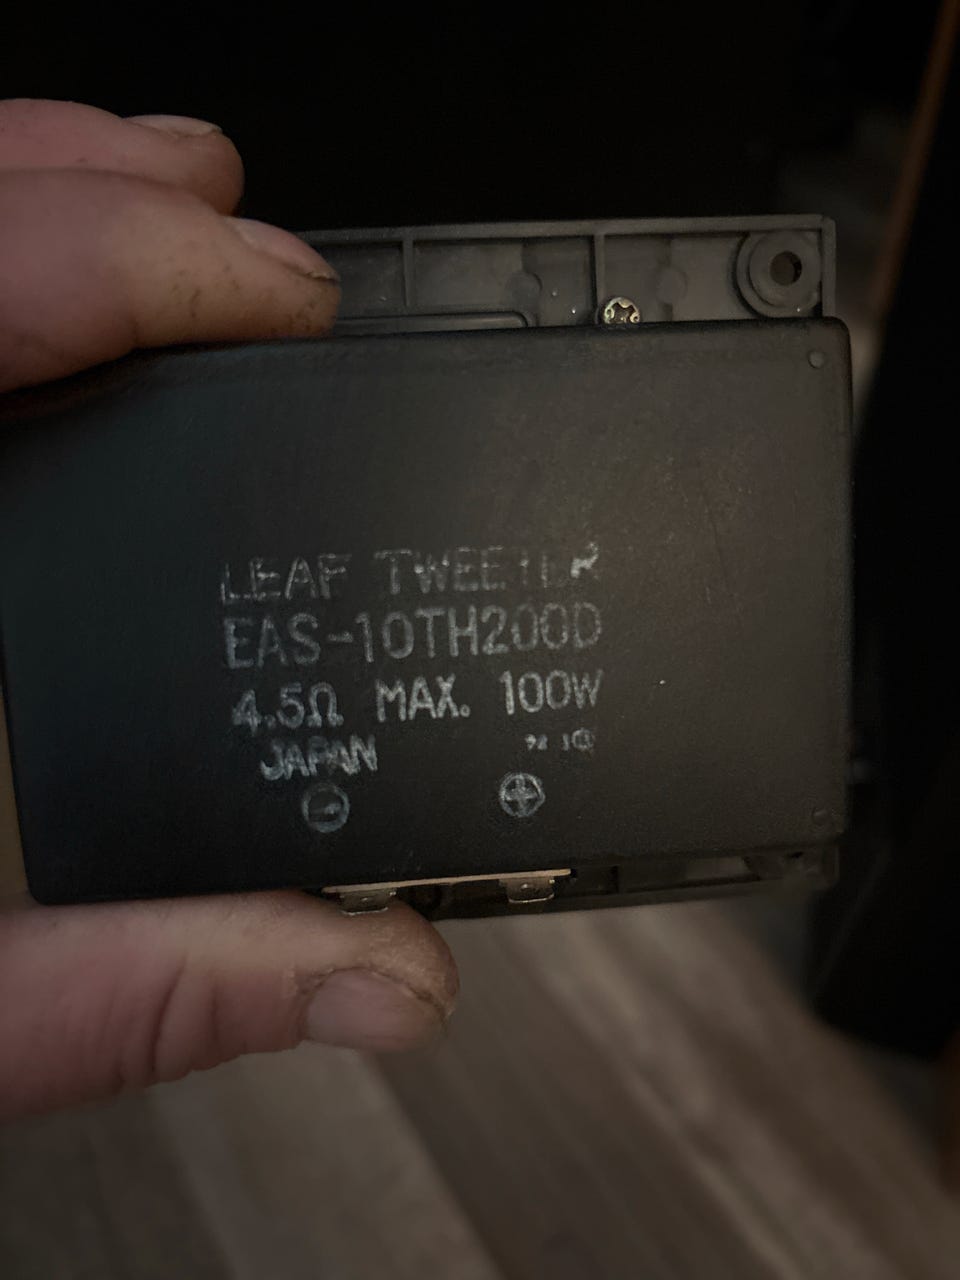 LEAF TWEETER
EAS-10TH200D
4.5Ω MAX. 100W
JAPAN